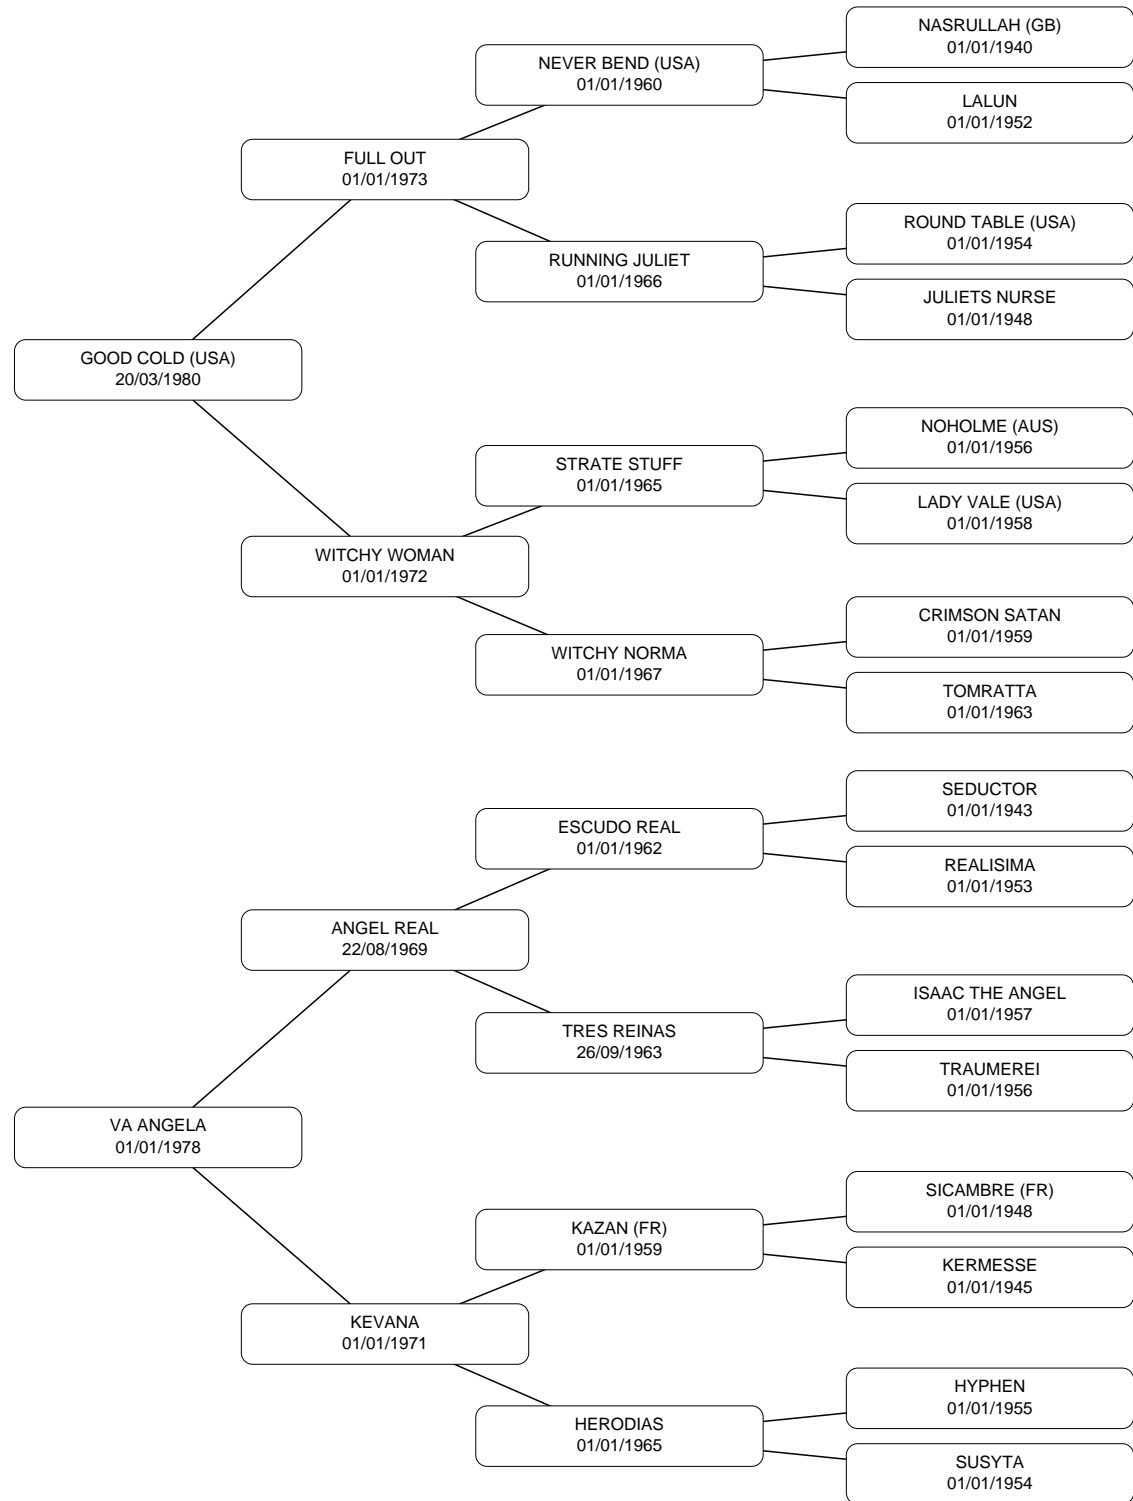 NASRULLAH (GB)
01/01/1940
NEVER BEND (USA)
01/01/1960
LALUN
01/01/1952
FULL OUT
01/01/1973
ROUND TABLE (USA)
01/01/1954
RUNNING JULIET
01/01/1966
JULIETS NURSE
01/01/1948
GOOD COLD (USA)
20/03/1980
NOHOLME (AUS)
01/01/1956
STRATE STUFF
01/01/1965
LADY VALE (USA)
01/01/1958
WITCHY WOMAN
01/01/1972
CRIMSON SATAN
01/01/1959
WITCHY NORMA
01/01/1967
TOMRATTA
01/01/1963
SEDUCTOR
01/01/1943
ESCUDO REAL
01/01/1962
REALISIMA
01/01/1953
ANGEL REAL
22/08/1969
ISAAC THE ANGEL
01/01/1957
TRES REINAS
26/09/1963
TRAUMEREI
01/01/1956
VA ANGELA
01/01/1978
SICAMBRE (FR)
01/01/1948
KAZAN (FR)
01/01/1959
KERMESSE
01/01/1945
KEVANA
01/01/1971
HYPHEN
01/01/1955
HERODIAS
01/01/1965
SUSYTA
01/01/1954